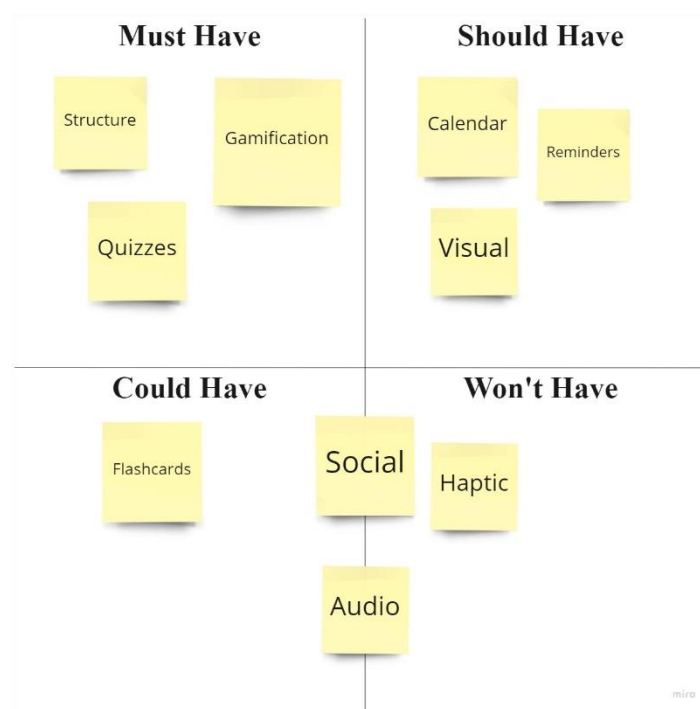 Must Have
Structure
Gamification
Quizzes
Should Have
Calendar
Reminders
Visual
Could Have
Flashcards
Social
Audio
Won't Have
Haptic
miro